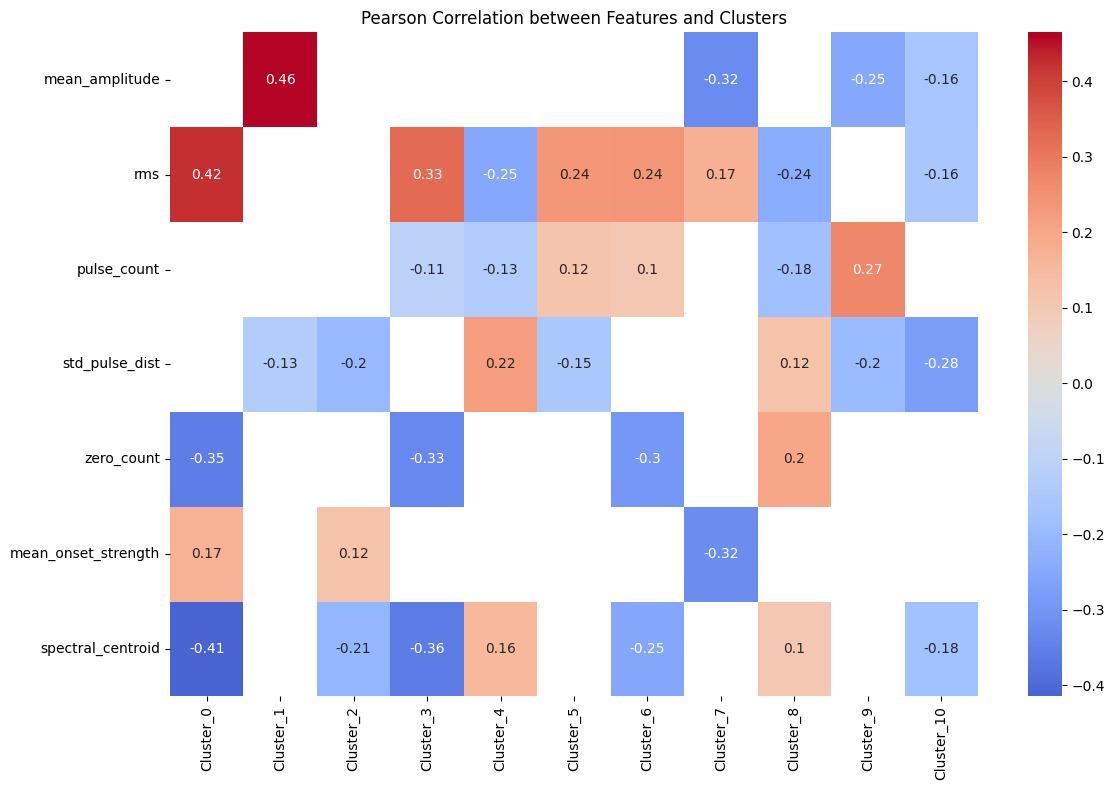 Pearson Correlation between Features and Clusters
mean_amplitude 0.46 -0.32 -0.25 -0.16
rms 0.42 0.33 -0.25 0.24 0.24 0.17 -0.24 -0.16
pulse_count -0.11 -0.13 0.12 0.1 -0.18 0.27
std_pulse_dist -0.13 -0.2 0.22 -0.15 0.12 -0.2 -0.28
zero_count -0.35 -0.33 -0.3 0.2
mean_onset_strength 0.17 0.12 -0.32
spectral_centroid -0.41 -0.21 -0.36 0.16 -0.25 0.1 -0.18
Cluster_0
Cluster_1
Cluster_2
Cluster_3
Cluster_4
Cluster_5
Cluster_6
Cluster_7
Cluster_8
Cluster_9
Cluster_10
0.4
0.3
0.2
0.1
0.0
−0.1
−0.2
−0.3
−0.4